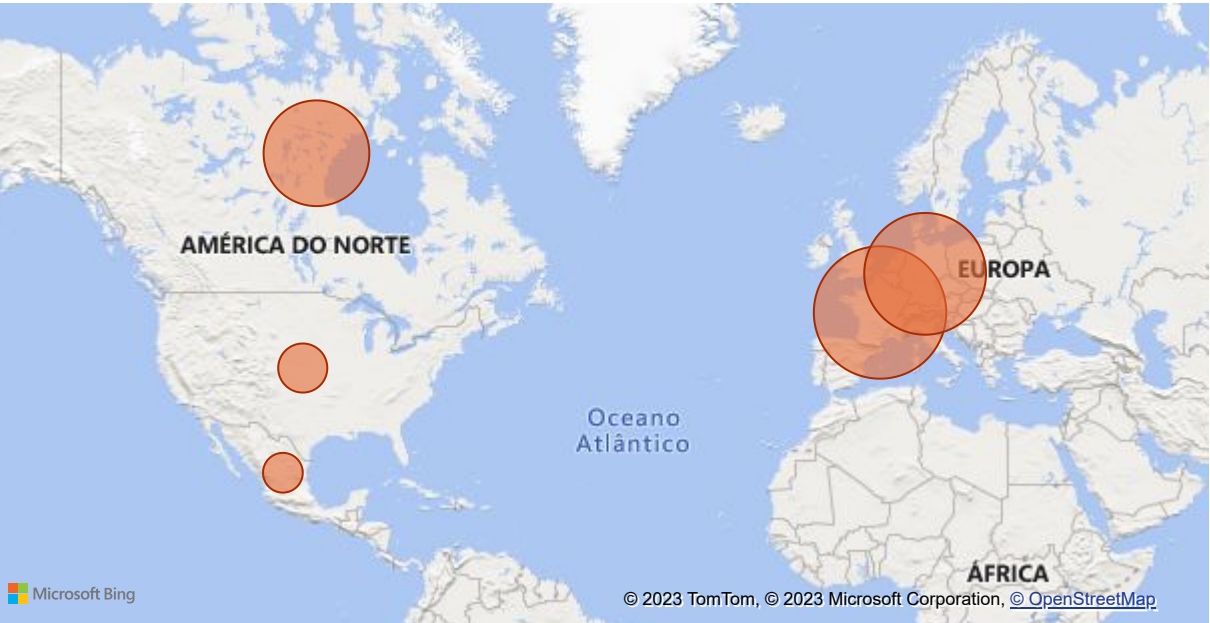 AMÉRICA DO NORTE
EUROPA
Oceano
Atlântico
ÁFRICA
Microsoft Bing
© 2023 TomTom, © 2023 Microsoft Corporation, © OpenStreetMap